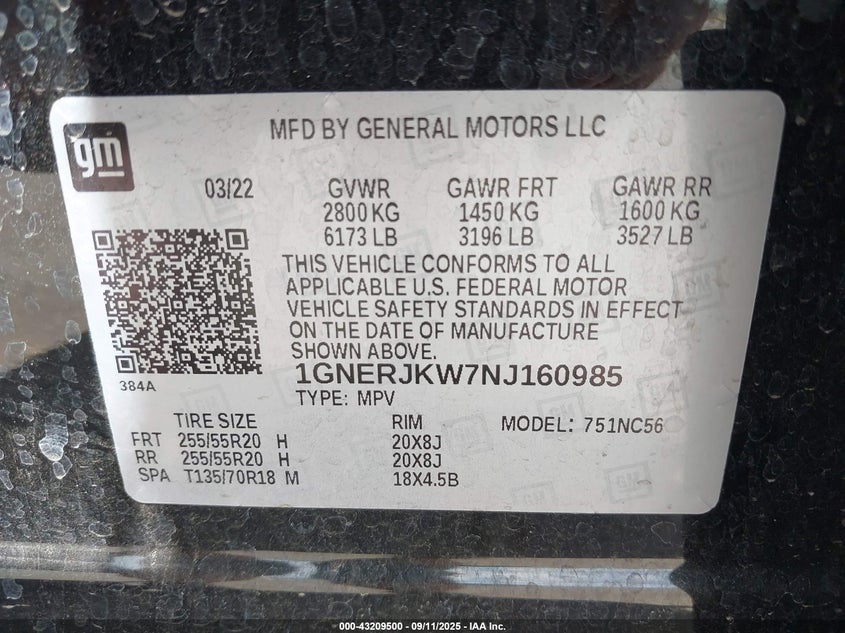 gm
MFD BY GENERAL MOTORS LLC
03/22 GVWR GAWR FRT GAWR RR
2800 KG 1450 KG 1600 KG
6173 LB 3196 LB 3527 LB
THIS VEHICLE CONFORMS TO ALL
APPLICABLE U.S. FEDERAL MOTOR
VEHICLE SAFETY STANDARDS IN EFFECT
ON THE DATE OF MANUFACTURE
SHOWN ABOVE.
384A
1GNERJKW7NJ160985
TYPE: MPV
TIRE SIZE RIM MODEL: 751NC56
FRT 255/55R20 H 20X8J
RR 255/55R20 H 20X8J
SPA T135/70R18 M 18X4.5B
000-43209500 - 09/11/2025 - IAA Inc.